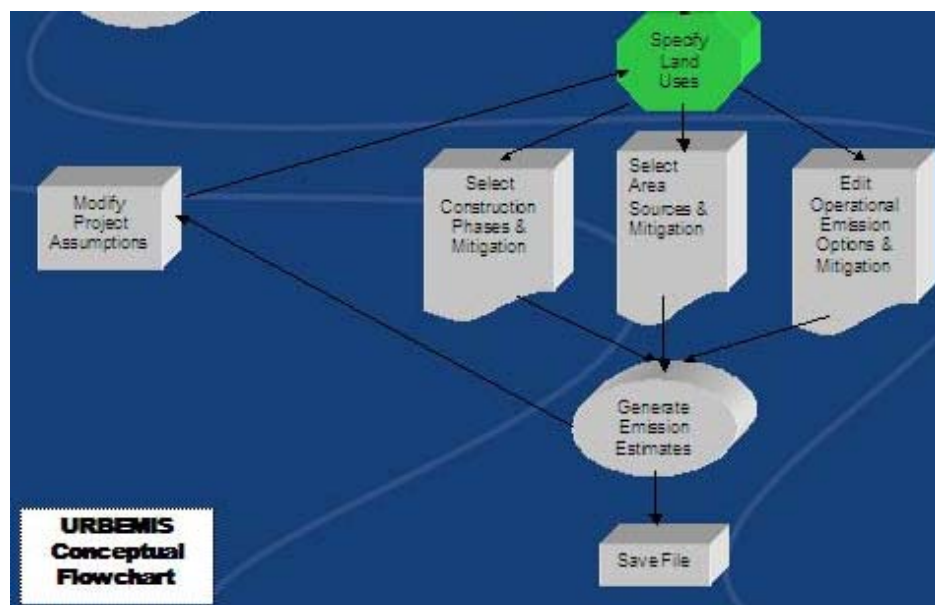 Specify
Land
Uses
Modify
Project
Assumptions
Select
Construction
Phases &
Mitigation
Select
Area
Sources &
Mitigation
Edit
Operational
Emission
Options &
Mitigation
Generate
Emission
Estimates
Save File
URBEMIS
Conceptual
Flowchart